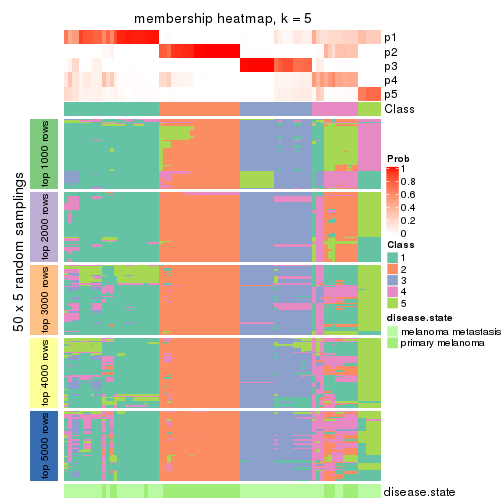 membership heatmap, k = 5
p1
p2
p3
p4
p5
Class
50 x 5 random samplings
top 1000 rows
top 2000 rows
top 3000 rows
top 4000 rows
top 5000 rows
Prob
1
0.8
0.6
0.4
0.2
0
Class
1
2
3
4
5
disease.state
melanoma metastasis
primary melanoma
disease.state